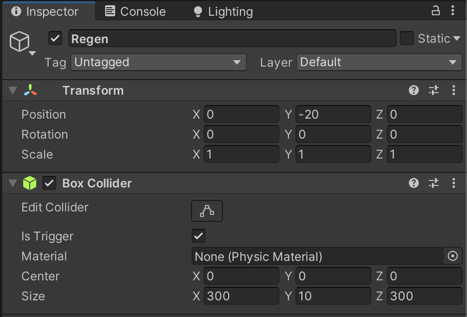 Inspector Console Lighting
Regen Static
Tag Untagged Layer Default
Transform
Position X 0 Y -20 Z 0
Rotation X 0 Y 0 Z 0
Scale X 1 Y 1 Z 1
Box Collider
Edit Collider
Is Trigger
Material None (Physic Material)
Center X 0 Y 0 Z 0
Size X 300 Y 10 Z 300